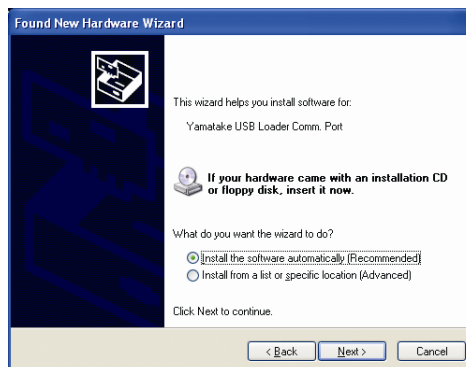 Found New Hardware Wizard
This wizard helps you install software for:
Yamatake USB Loader Comm. Port
If your hardware came with an installation CD
or floppy disk, insert it now.
What do you want the wizard to do?
Install the software automatically (Recommended)
Install from a list or specific location (Advanced)
Click Next to continue.
< Back Next > Cancel